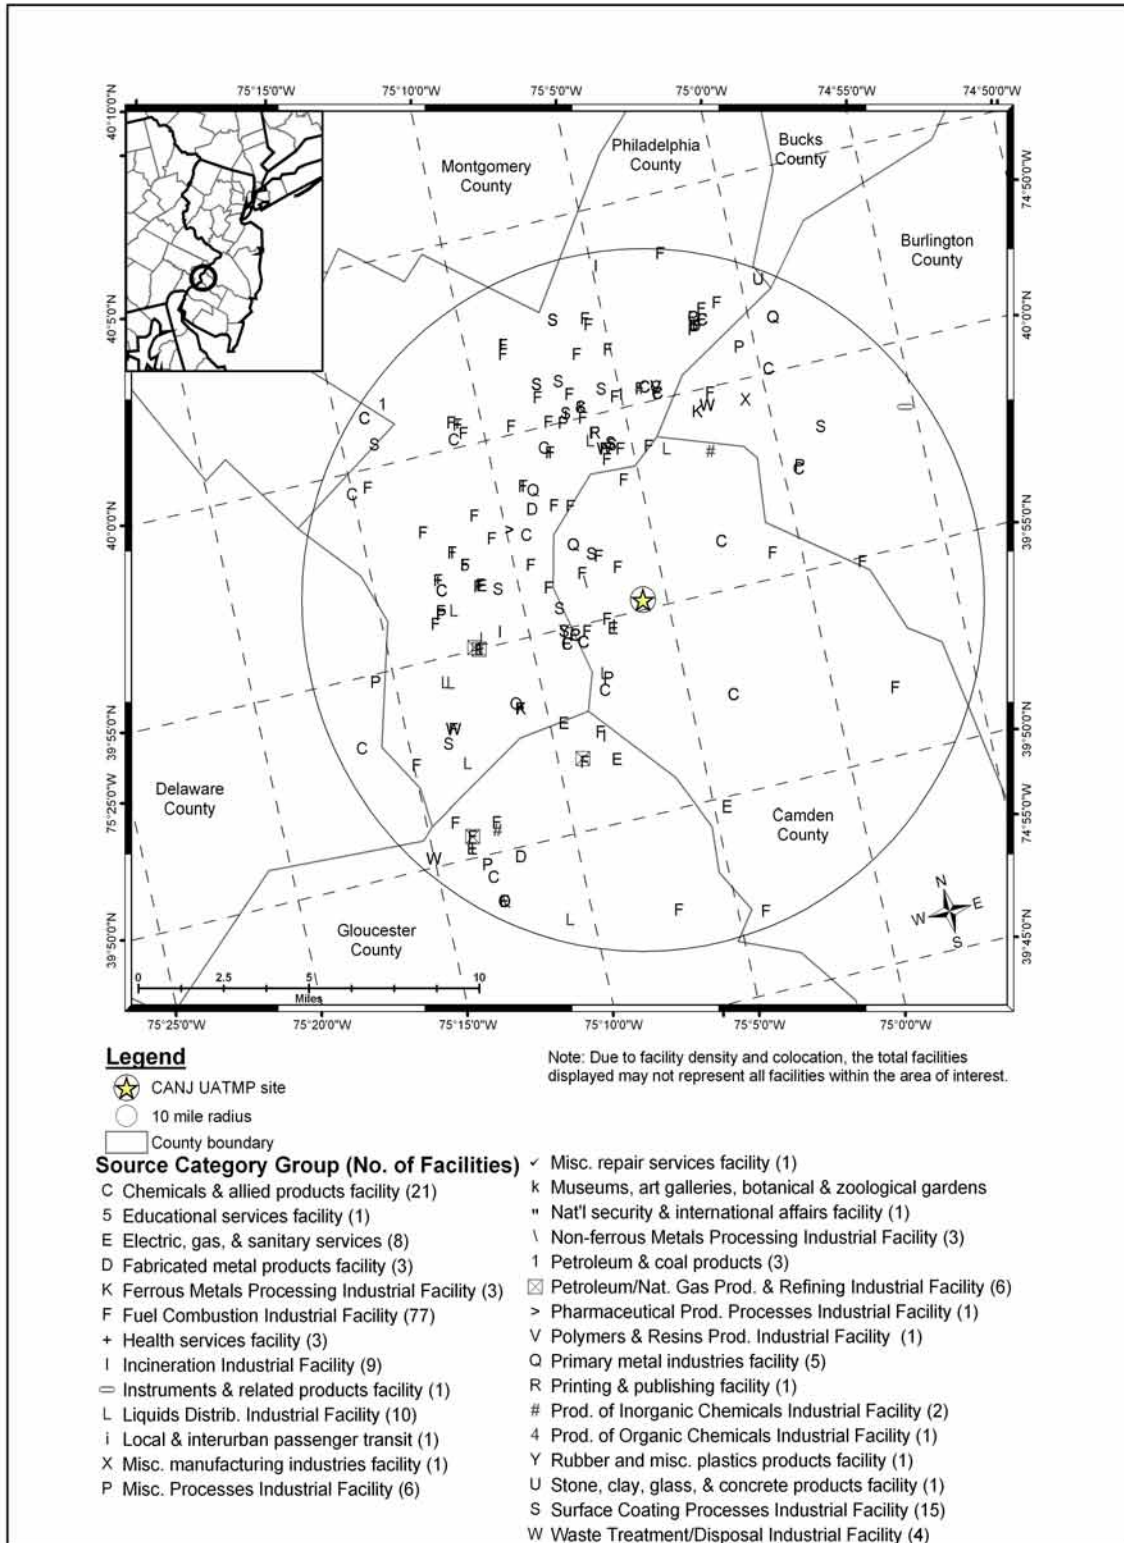 75°15'0"W 75°10'0"W 75°5'0"W 75°0'0"W 74°55'0"W 74°50'0"W
40°10'0"N
40°5'0"N
40°0'0"N
39°55'0"N
75°25'0"W
39°50'0"N
74°50'0"W
40°0'0"N
39°55'0"N
39°50'0"N
74°55'0"W
39°45'0"N
Montgomery
County
Philadelphia
County
Bucks
County
Burlington
County
Delaware
County
Camden
County
Gloucester
County
N
W E
S
0 2.5 5 10
Miles
75°25'0"W 75°20'0"W 75°15'0"W 75°10'0"W 75°5'0"W 75°0'0"W
Legend
CANJ UATMP site
10 mile radius
County boundary
Note: Due to facility density and colocation, the total facilities
displayed may not represent all facilities within the area of interest.
Source Category Group (No. of Facilities)
C Chemicals & allied products facility (21)
5 Educational services facility (1)
E Electric, gas, & sanitary services (8)
D Fabricated metal products facility (3)
K Ferrous Metals Processing Industrial Facility (3)
F Fuel Combustion Industrial Facility (77)
+ Health services facility (3)
I Incineration Industrial Facility (9)
Instruments & related products facility (1)
L Liquids Distrib. Industrial Facility (10)
i Local & interurban passenger transit (1)
X Misc. manufacturing industries facility (1)
P Misc. Processes Industrial Facility (6)
✓ Misc. repair services facility (1)
k Museums, art galleries, botanical & zoological gardens
" Nat'l security & international affairs facility (1)
\ Non-ferrous Metals Processing Industrial Facility (3)
1 Petroleum & coal products (3)
Petroleum/Nat. Gas Prod. & Refining Industrial Facility (6)
> Pharmaceutical Prod. Processes Industrial Facility (1)
V Polymers & Resins Prod. Industrial Facility (1)
Q Primary metal industries facility (5)
R Printing & publishing facility (1)
# Prod. of Inorganic Chemicals Industrial Facility (2)
4 Prod. of Organic Chemicals Industrial Facility (1)
Y Rubber and misc. plastics products facility (1)
U Stone, clay, glass, & concrete products facility (1)
S Surface Coating Processes Industrial Facility (15)
W Waste Treatment/Disposal Industrial Facility (4)